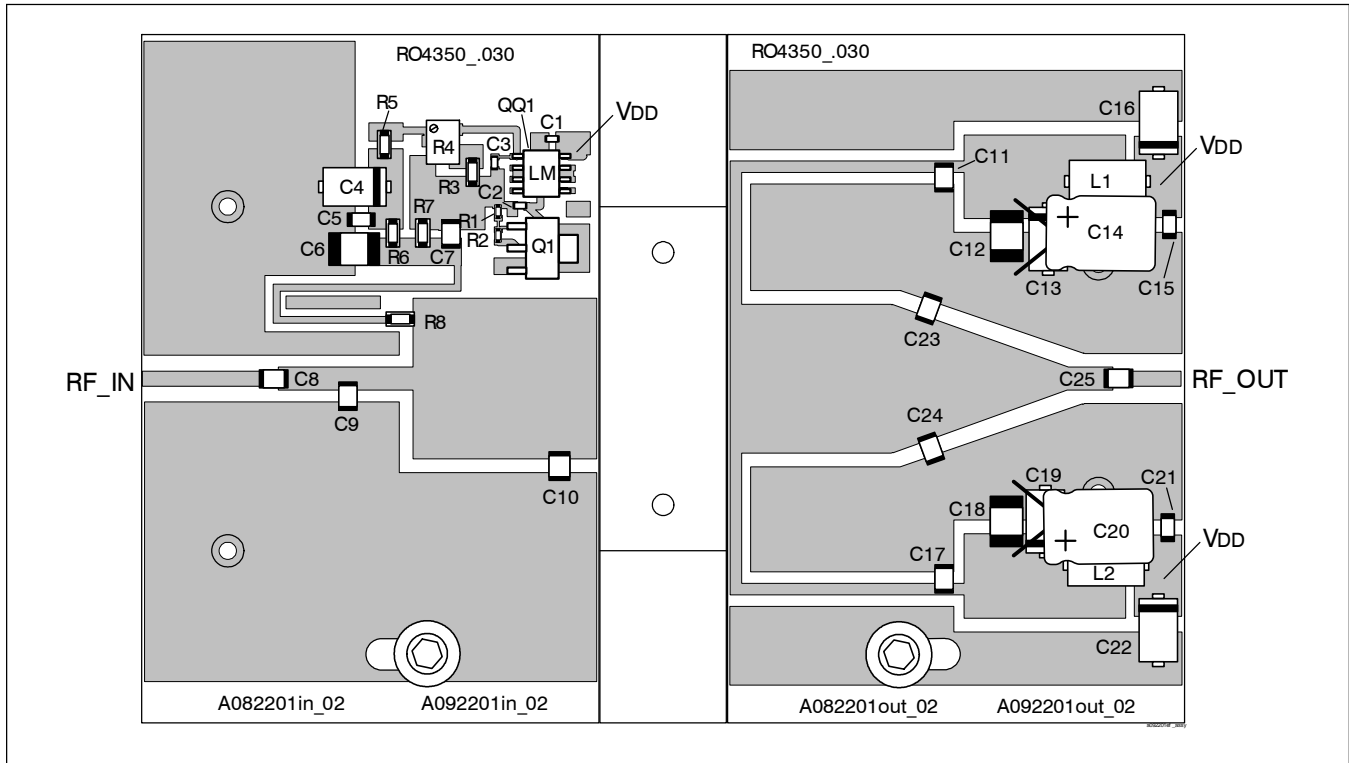 RO4350_.030
RO4350_.030
R5
QQ1
C1
VDD
C16
C11
VDD
R4
C3
L1
R3
LM
C4
C2
C5
R7
R1
C14
C6
R2
Q1
C12
R6
C7
C13
C15
R8
C23
RF_IN
C8
C25
RF_OUT
C9
C24
C10
C19
C21
C18
C20
VDD
C17
L2
C22
A082201in_02
A092201in_02
A082201out_02
A092201out_02